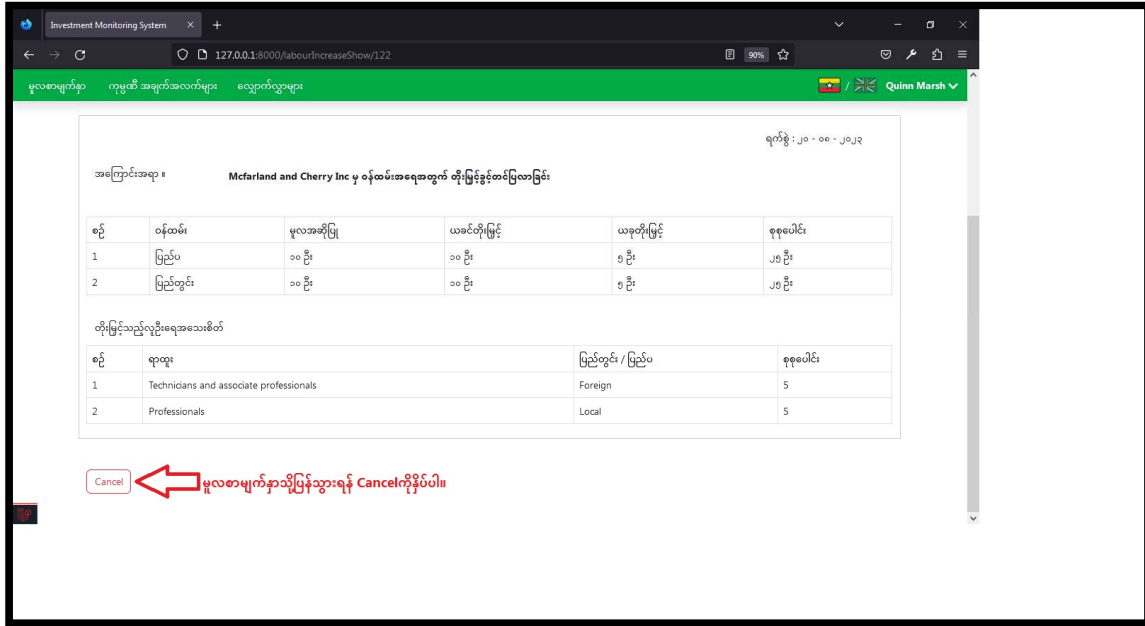 Investment Monitoring System
127.0.0.1:8000/labourIncreaseShow/122 90%
မူလစာမျက်နှာ ကုမ္ပဏီ အချက်အလက်များ လျှောက်လွှာများ / Quinn Marsh
ရက်စွဲ : ၂၀ - ၀၈ - ၂၀၂၃
အကြောင်းအရာ ။ Mcfarland and Cherry Inc မှ ဝန်ထမ်းအရေအတွက် တိုးမြှင့်ခွင့်တင်ပြလာခြင်း
စဉ် ဝန်ထမ်း မူလအဆိုပြု ယခင်တိုးမြှင့် ယခုတိုးမြှင့် စုစုပေါင်း
1 ပြည်ပ ၁၀ ဦး ၁၀ ဦး ၅ ဦး ၂၅ ဦး
2 ပြည်တွင်း ၁၀ ဦး ၁၀ ဦး ၅ ဦး ၂၅ ဦး
တိုးမြှင့်သည့်လူဦးရေအသေးစိတ်
စဉ် ရာထူး ပြည်တွင်း / ပြည်ပ စုစုပေါင်း
1 Technicians and associate professionals Foreign 5
2 Professionals Local 5
Cancel မူလစာမျက်နှာသို့ပြန်သွားရန် Cancelကိုနှိပ်ပါ။